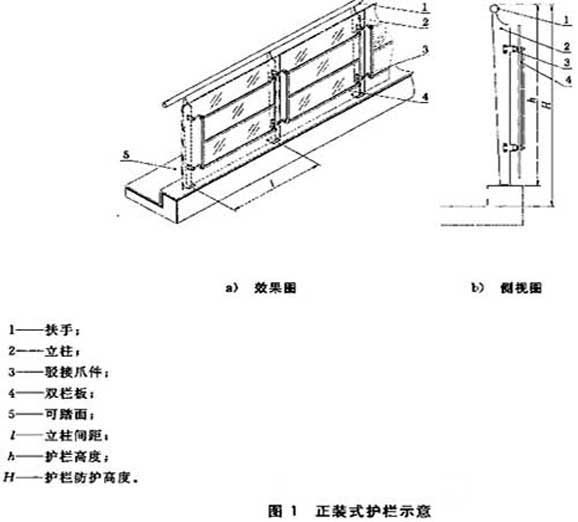 1
2
3
4
5
l
1
2
3
4
h
H
a） 效果图
b） 侧视图
1——扶手；
2——立柱；
3——驳接爪件；
4——双栏板；
5——可踏面；
l——立柱间距；
h——护栏高度；
H——护栏防护高度。
图 1 正装式护栏示意